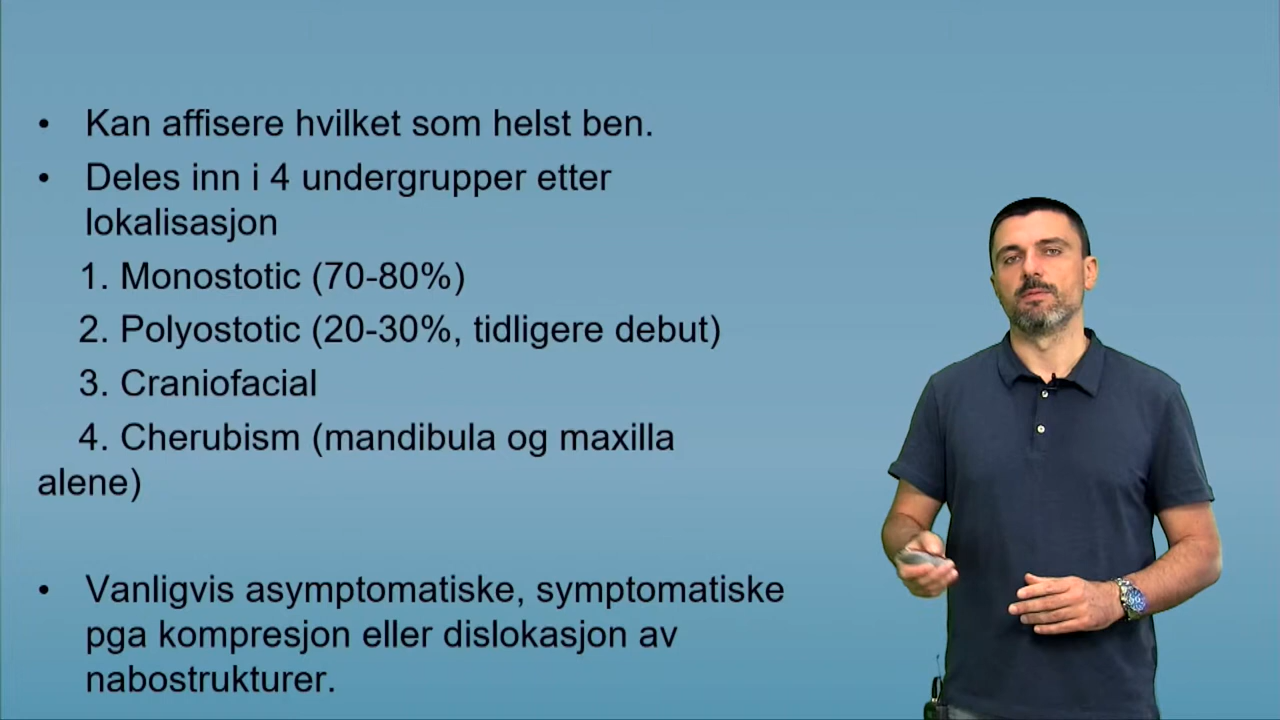 • Kan affisere hvilket som helst ben.
• Deles inn i 4 undergrupper etter
lokalisasjon
1. Monostotic (70-80%)
2. Polyostotic (20-30%, tidligere debut)
3. Craniofacial
4. Cherubism (mandibula og maxilla
alene)
• Vanligvis asymptomatiske, symptomatiske
pga kompresjon eller dislokasjon av
nabostrukturer.